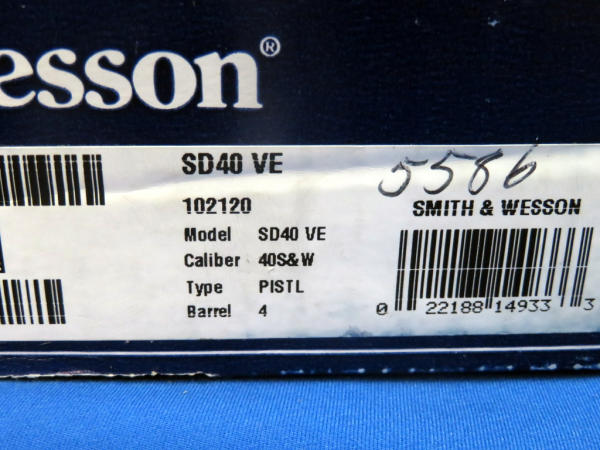 esson®
SD40 VE
5586
102120
SMITH & WESSON
Model SD40 VE
Caliber 40S&W
Type PISTL
Barrel 4
0 22188 14933 3